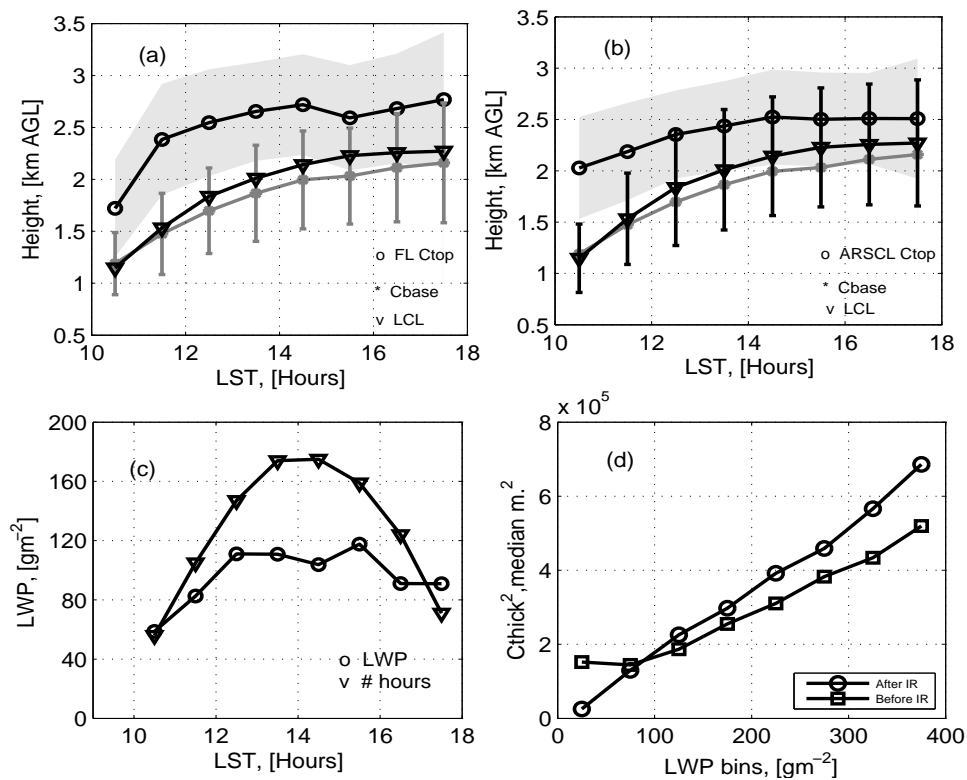 3.5
3
2.5
2
1.5
1
0.5
Height, [km AGL]
(a)
o FL Ctop
* Cbase
v LCL
10 12 14 16 18
LST, [Hours]
3.5
3
2.5
2
1.5
1
0.5
Height, [km AGL]
(b)
o ARSCL Ctop
* Cbase
v LCL
10 12 14 16 18
LST, [Hours]
200
160
120
80
40
0
LWP, [gm−2]
(c)
o LWP
v # hours
10 12 14 16 18
LST, [Hours]
x 10^5
8
6
4
2
0
Cthick^2,median m.^2
(d)
After IR
Before IR
0 100 200 300 400
LWP bins, [gm−2]